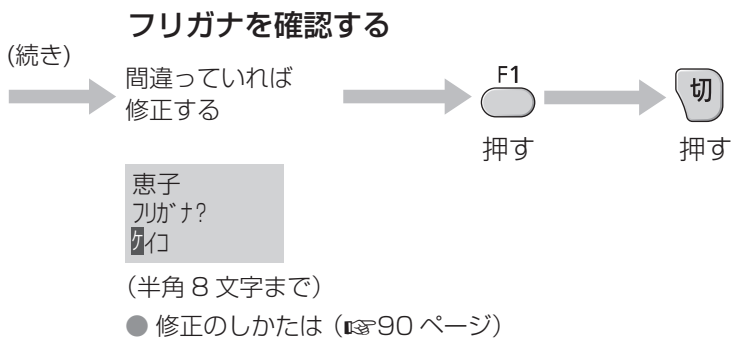 フリガナを確認する
(続き)
間違っていれば
修正する
F1
押す
切
押す
恵子
ﾌﾘｶﾞﾅ?
ｹｲｺ
(半角 8 文字まで)
● 修正のしかたは (☞90 ページ)